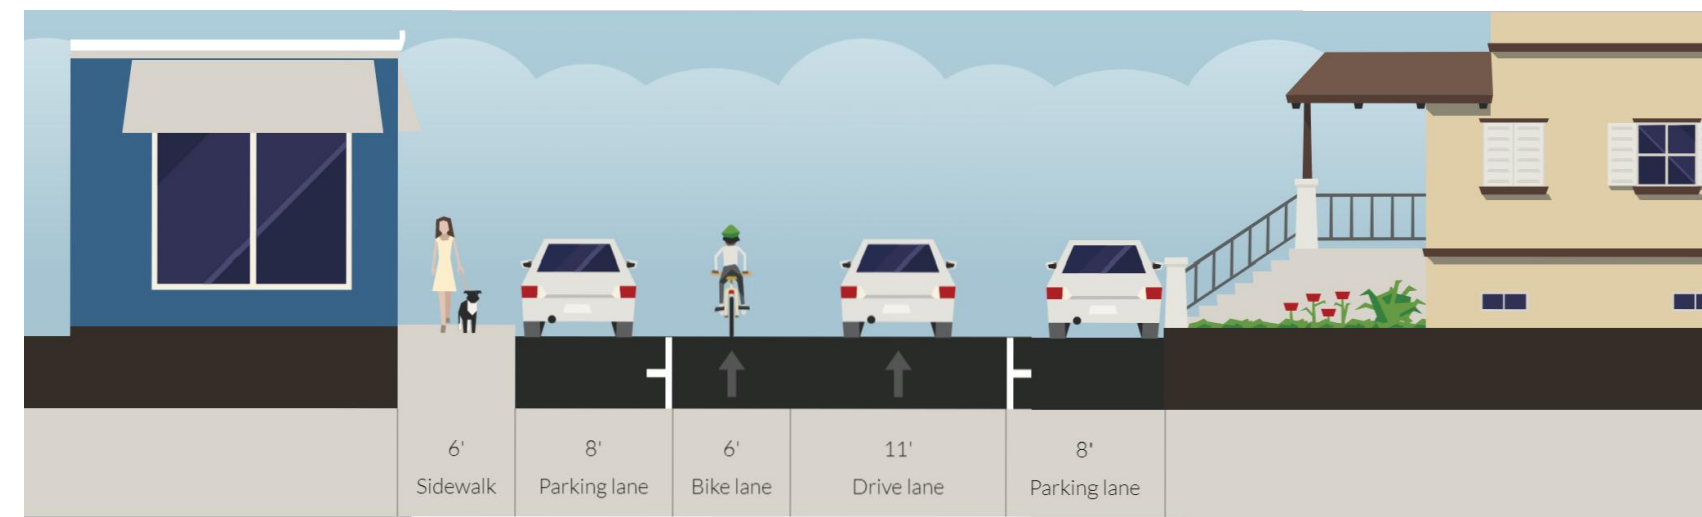 6' 8' 6' 11' 8'
Sidewalk Parking lane Bike lane Drive lane Parking lane